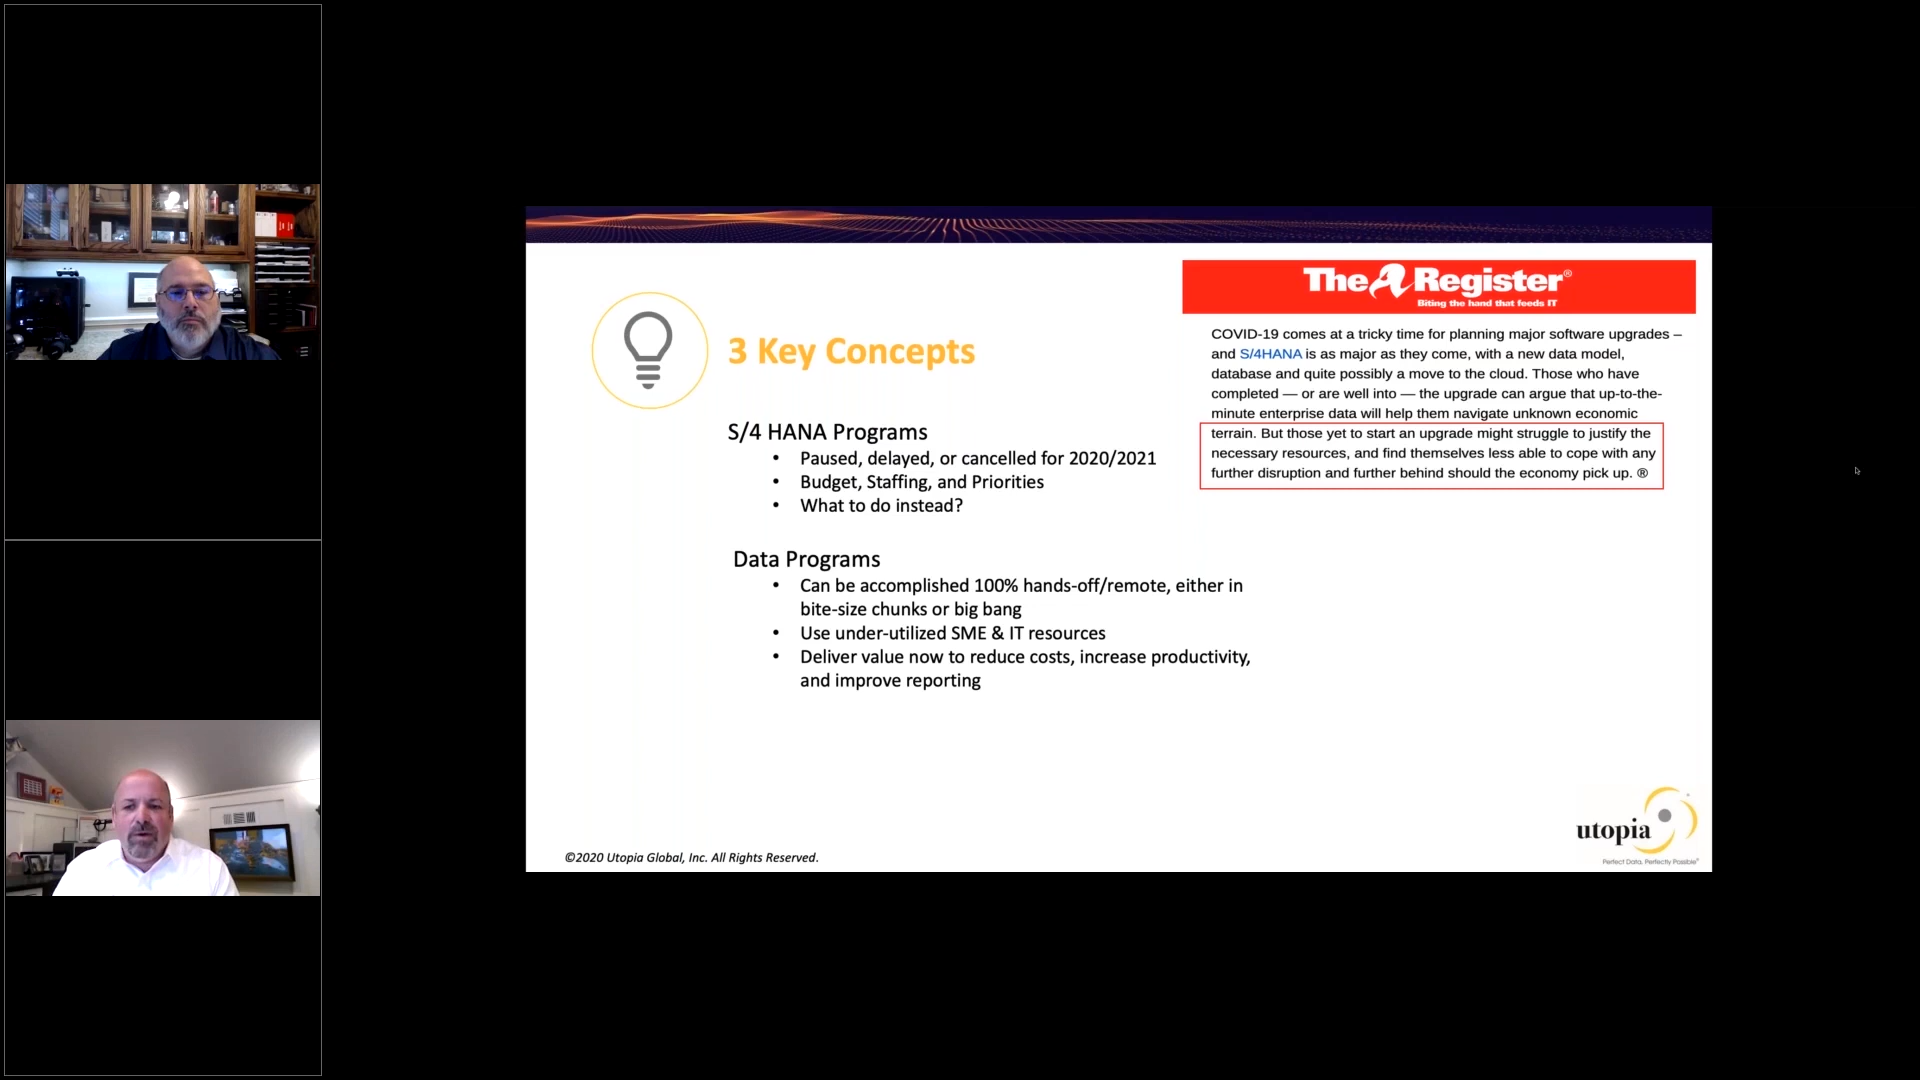 The Register®
Biting the hand that feeds IT
COVID-19 comes at a tricky time for planning major software upgrades –
and S/4HANA is as major as they come, with a new data model,
database and quite possibly a move to the cloud. Those who have
completed — or are well into — the upgrade can argue that up-to-the-
minute enterprise data will help them navigate unknown economic
terrain. But those yet to start an upgrade might struggle to justify the
necessary resources, and find themselves less able to cope with any
further disruption and further behind should the economy pick up. ®
3 Key Concepts
S/4 HANA Programs
• Paused, delayed, or cancelled for 2020/2021
• Budget, Staffing, and Priorities
• What to do instead?
Data Programs
• Can be accomplished 100% hands-off/remote, either in
bite-size chunks or big bang
• Use under-utilized SME & IT resources
• Deliver value now to reduce costs, increase productivity,
and improve reporting
utopia
Perfect Data. Perfectly Possible®
©2020 Utopia Global, Inc. All Rights Reserved.